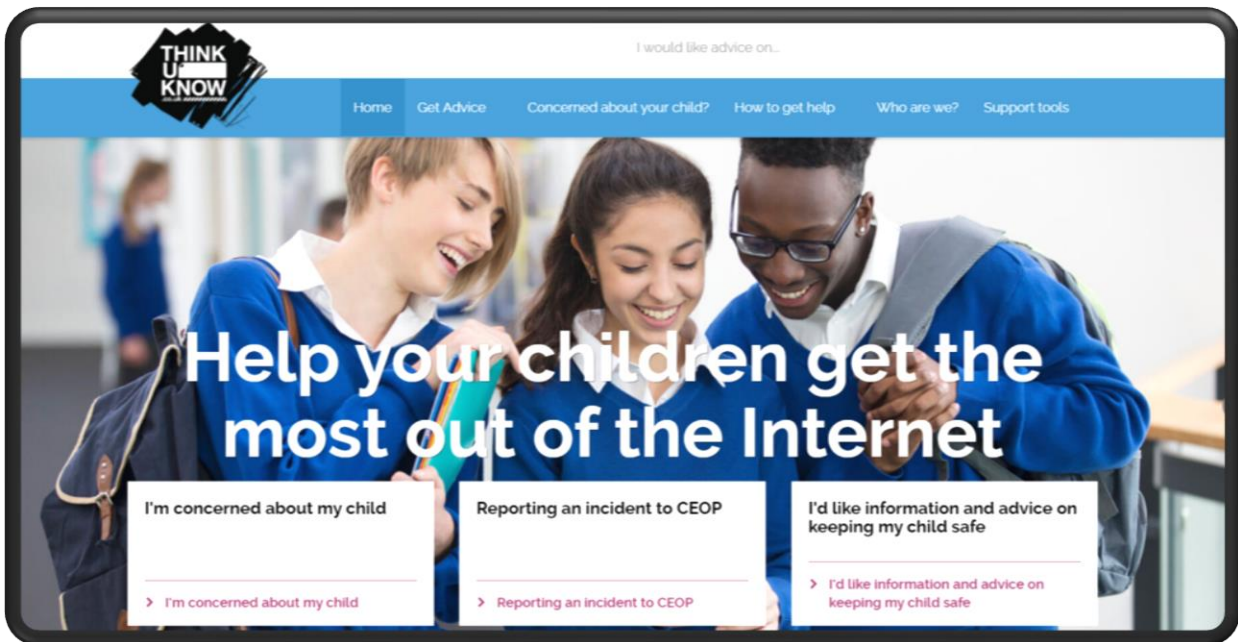 THINK
U
KNOW
I would like advice on...
Home Get Advice Concerned about your child? How to get help Who are we? Support tools
Help your children get the
most out of the Internet
I'm concerned about my child
> I'm concerned about my child
Reporting an incident to CEOP
> Reporting an incident to CEOP
I'd like information and advice on
keeping my child safe
> I'd like information and advice on
keeping my child safe